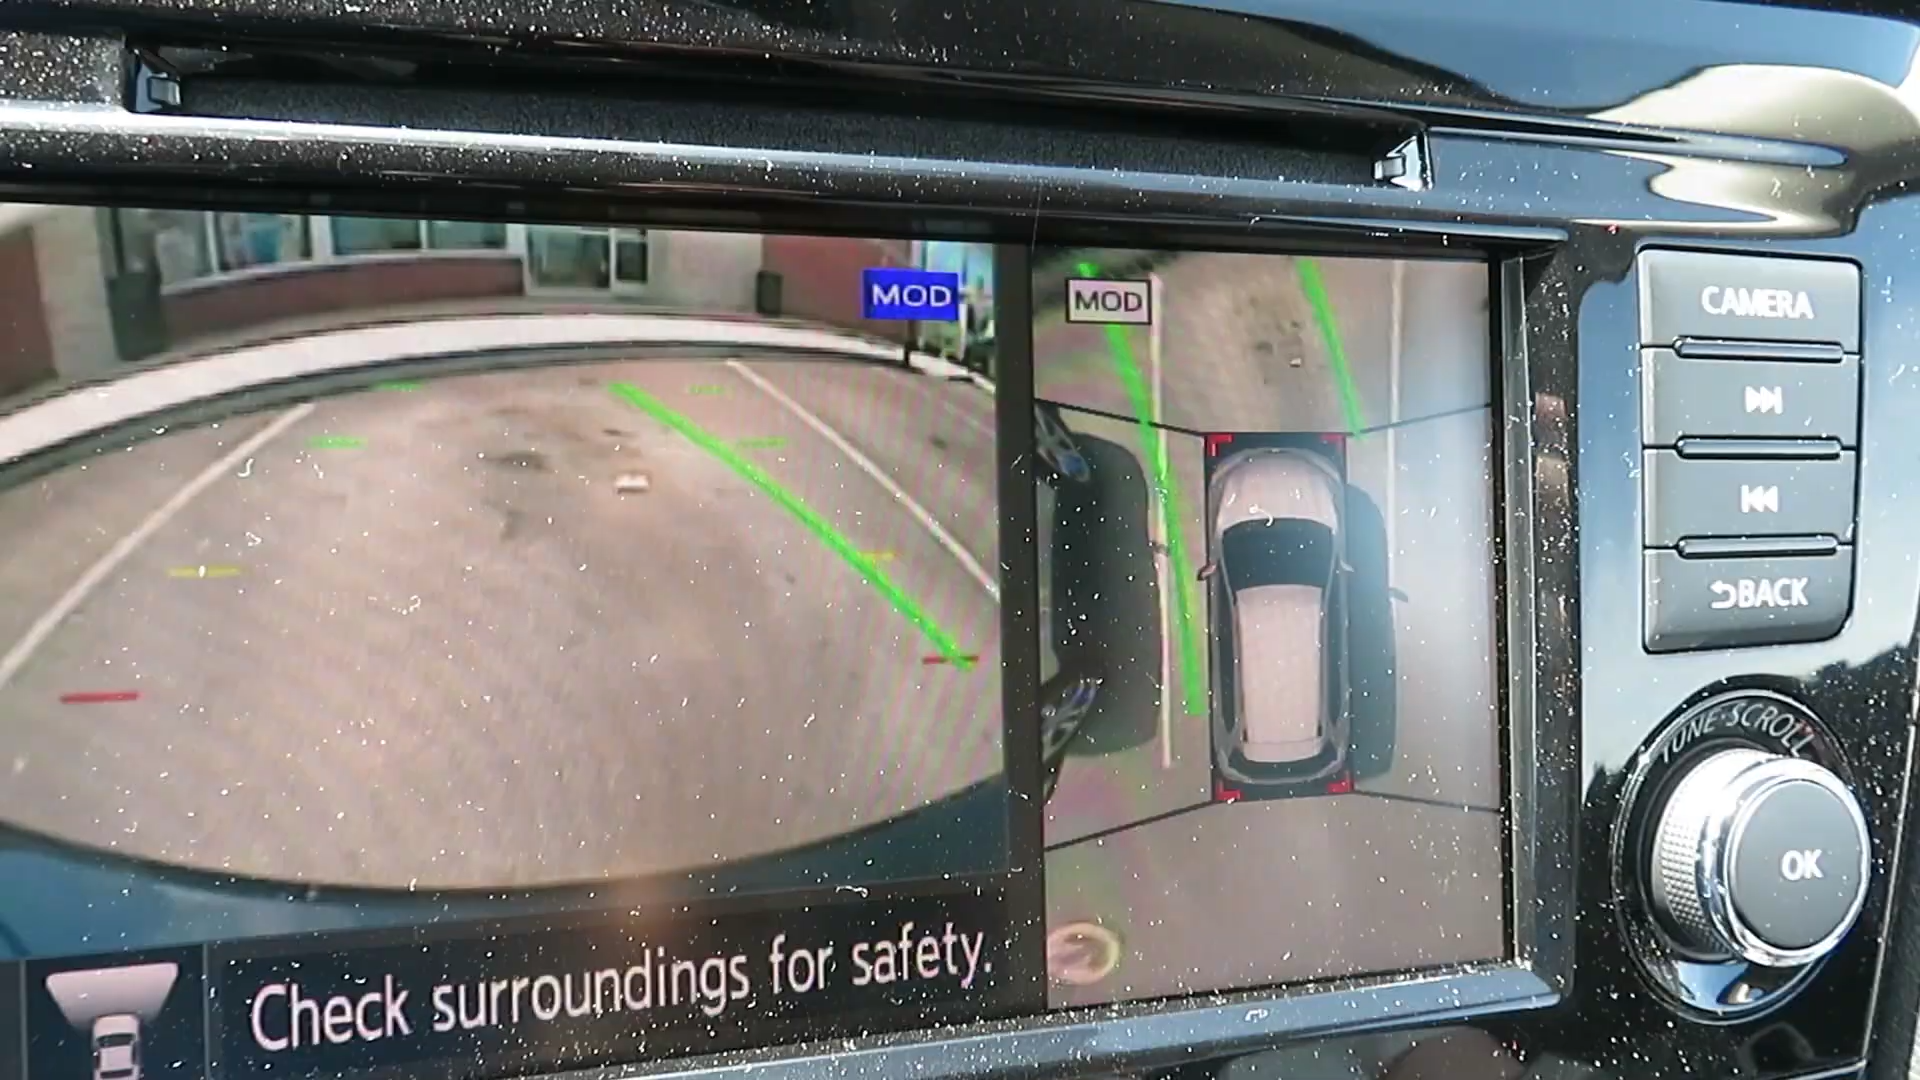 MOD
MOD
Check surroundings for safety.
CAMERA
BACK
TUNE·SCROLL
OK